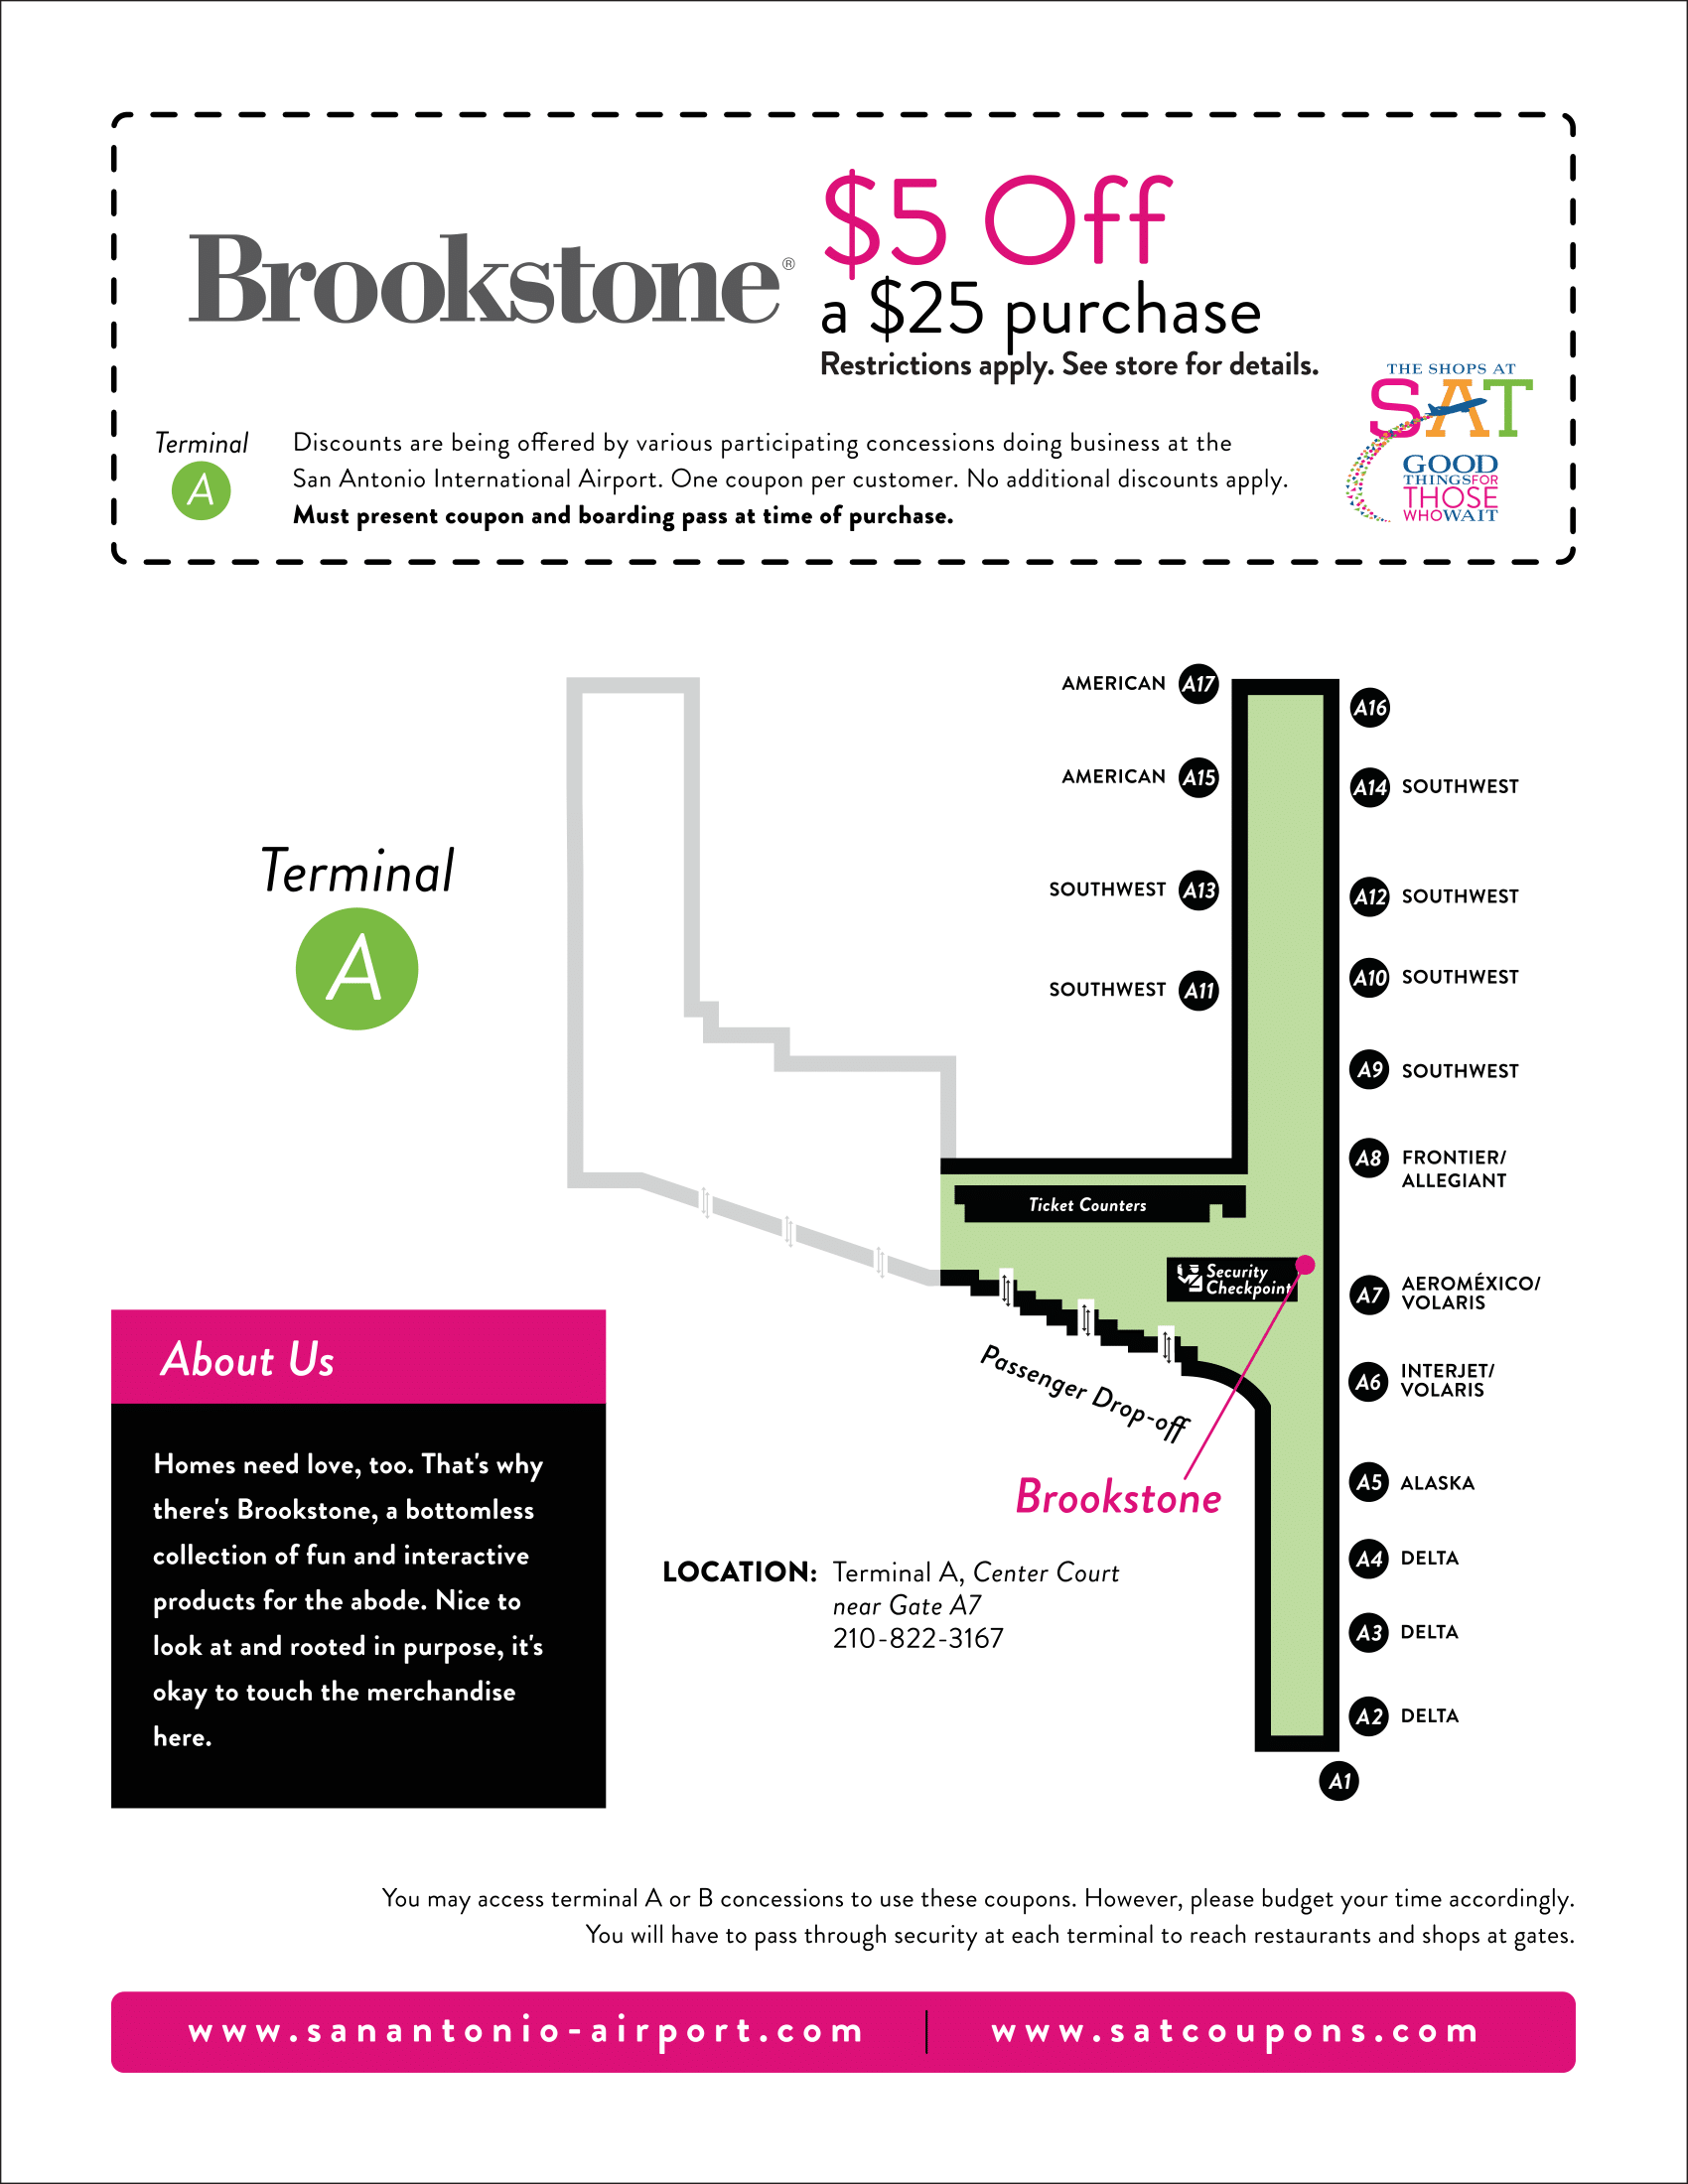 Brookstone®
$5 Off
a $25 purchase
Restrictions apply. See store for details.
THE SHOPS AT
SAT
GOOD
THINGSFOR
THOSE
WHOWAIT
Terminal
A
Discounts are being offered by various participating concessions doing business at the
San Antonio International Airport. One coupon per customer. No additional discounts apply.
Must present coupon and boarding pass at time of purchase.
AMERICAN A17
A16
AMERICAN A15
A14 SOUTHWEST
Terminal
A
SOUTHWEST A13
A12 SOUTHWEST
SOUTHWEST A11
A10 SOUTHWEST
A9 SOUTHWEST
A8 FRONTIER/
ALLEGIANT
Ticket Counters
Security
Checkpoint
A7 AEROMÉXICO/
VOLARIS
Passenger Drop-off
A6 INTERJET/
VOLARIS
Brookstone
A5 ALASKA
A4 DELTA
A3 DELTA
A2 DELTA
A1
About Us
Homes need love, too. That's why
there's Brookstone, a bottomless
collection of fun and interactive
products for the abode. Nice to
look at and rooted in purpose, it's
okay to touch the merchandise
here.
LOCATION: Terminal A, Center Court
near Gate A7
210-822-3167
You may access terminal A or B concessions to use these coupons. However, please budget your time accordingly.
You will have to pass through security at each terminal to reach restaurants and shops at gates.
www.sanantonio-airport.com | www.satcoupons.com